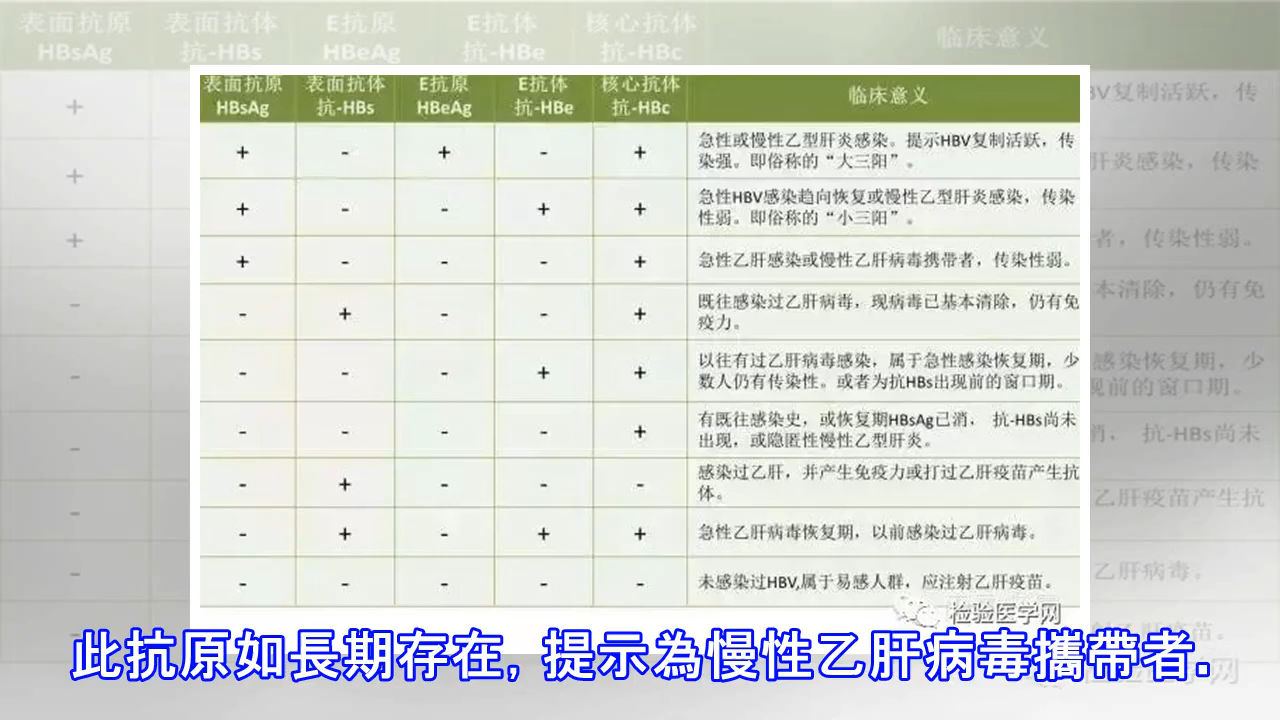 表面抗原 表面抗体 E抗原 E抗体 核心抗体 临床意义
HBsAg 抗-HBs HBeAg 抗-HBe 抗-HBc
+ - + - + 急性或慢性乙型肝炎感染。提示HBV复制活跃，传
染强。即俗称的“大三阳”。
+ - - + + 急性HBV感染趋向恢复或慢性乙型肝炎感染，传染
性弱。即俗称的“小三阳”。
+ - - - + 急性乙肝感染或慢性乙肝病毒携带者，传染性弱。
- + - - + 既往感染过乙肝病毒，现病毒已基本清除，仍有免
疫力。
- - - + + 以往有过乙肝病毒感染，属于急性感染恢复期，少
数人仍有传染性。或者为抗HBs出现前的窗口期。
- - - - + 有既往感染史，或恢复期HBsAg已消， 抗-HBs尚未
出现，或隐匿性慢性乙型肝炎。
- + - - - 感染过乙肝，并产生免疫力或打过乙肝疫苗产生抗
体。
- + - + + 急性乙肝病毒恢复期，以前感染过乙肝病毒。
- - - - - 未感染过HBV,属于易感人群，应注射乙肝疫苗。
检验医学网
此抗原如長期存在, 提示為慢性乙肝病毒攜帶者.